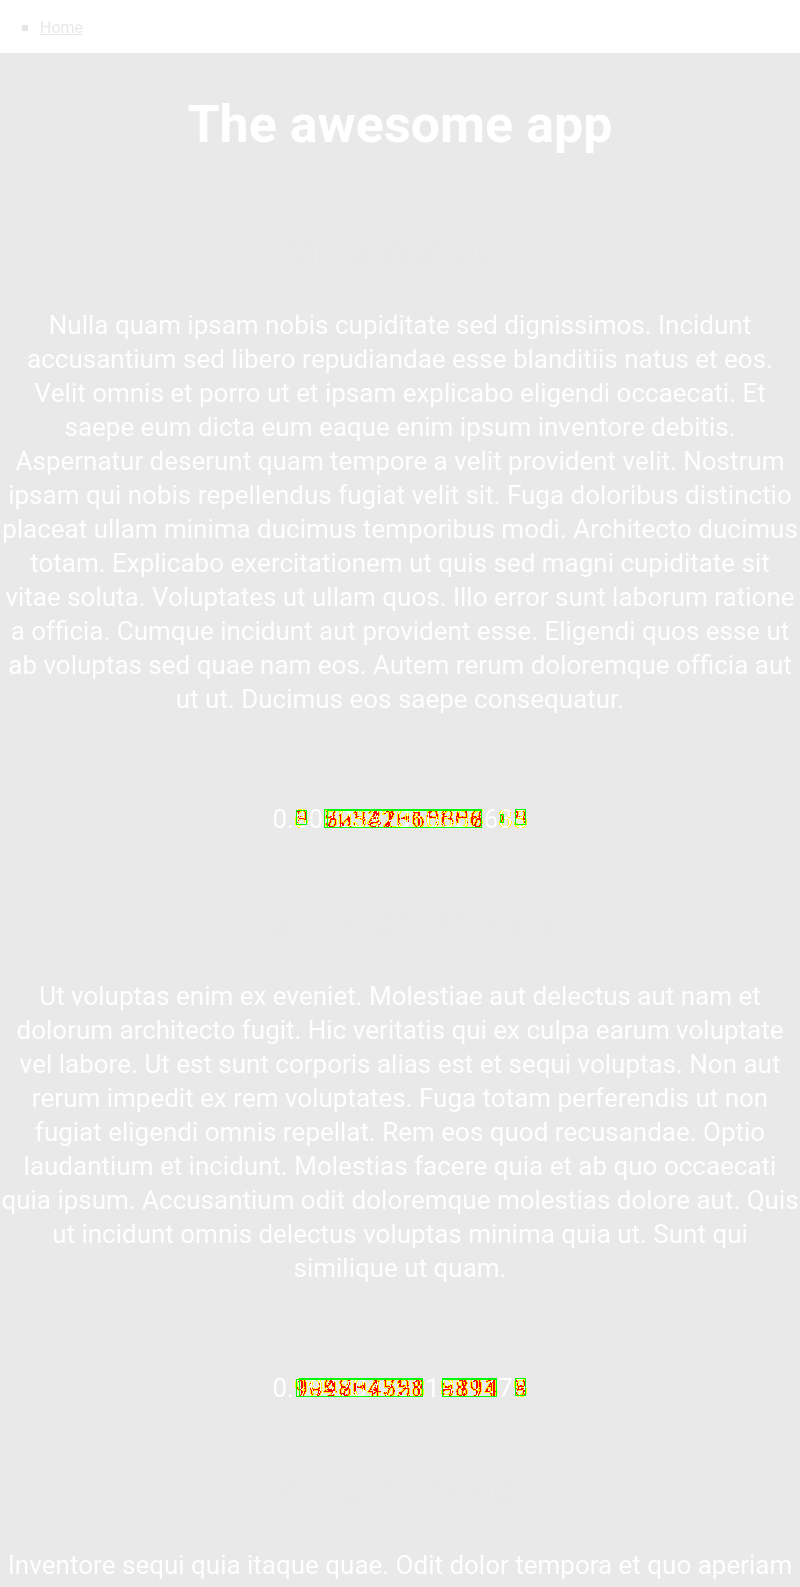 Home
The awesome app
Nulla quam ipsam nobis cupiditate sed dignissimos. Incidunt
accusantium sed libero repudiandae esse blanditiis natus et eos.
Velit omnis et porro ut et ipsam explicabo eligendi occaecati. Et
saepe eum dicta eum eaque enim ipsum inventore debitis.
Aspernatur deserunt quam tempore a velit provident velit. Nostrum
ipsam qui nobis repellendus fugiat velit sit. Fuga doloribus distinctio
placeat ullam minima ducimus temporibus modi. Architecto ducimus
totam. Explicabo exercitationem ut quis sed magni cupiditate sit
vitae soluta. Voluptates ut ullam quos. Illo error sunt laborum ratione
a officia. Cumque incidunt aut provident esse. Eligendi quos esse ut
ab voluptas sed quae nam eos. Autem rerum doloremque officia aut
ut ut. Ducimus eos saepe consequatur.
Ut voluptas enim ex eveniet. Molestiae aut delectus aut nam et
dolorum architecto fugit. Hic veritatis qui ex culpa earum voluptate
vel labore. Ut est sunt corporis alias est et sequi voluptas. Non aut
rerum impedit ex rem voluptates. Fuga totam perferendis ut non
fugiat eligendi omnis repellat. Rem eos quod recusandae. Optio
laudantium et incidunt. Molestias facere quia et ab quo occaecati
quia ipsum. Accusantium odit doloremque molestias dolore aut. Quis
ut incidunt omnis delectus voluptas minima quia ut. Sunt qui
similique ut quam.
Inventore sequi quia itaque quae. Odit dolor tempora et quo aperiam